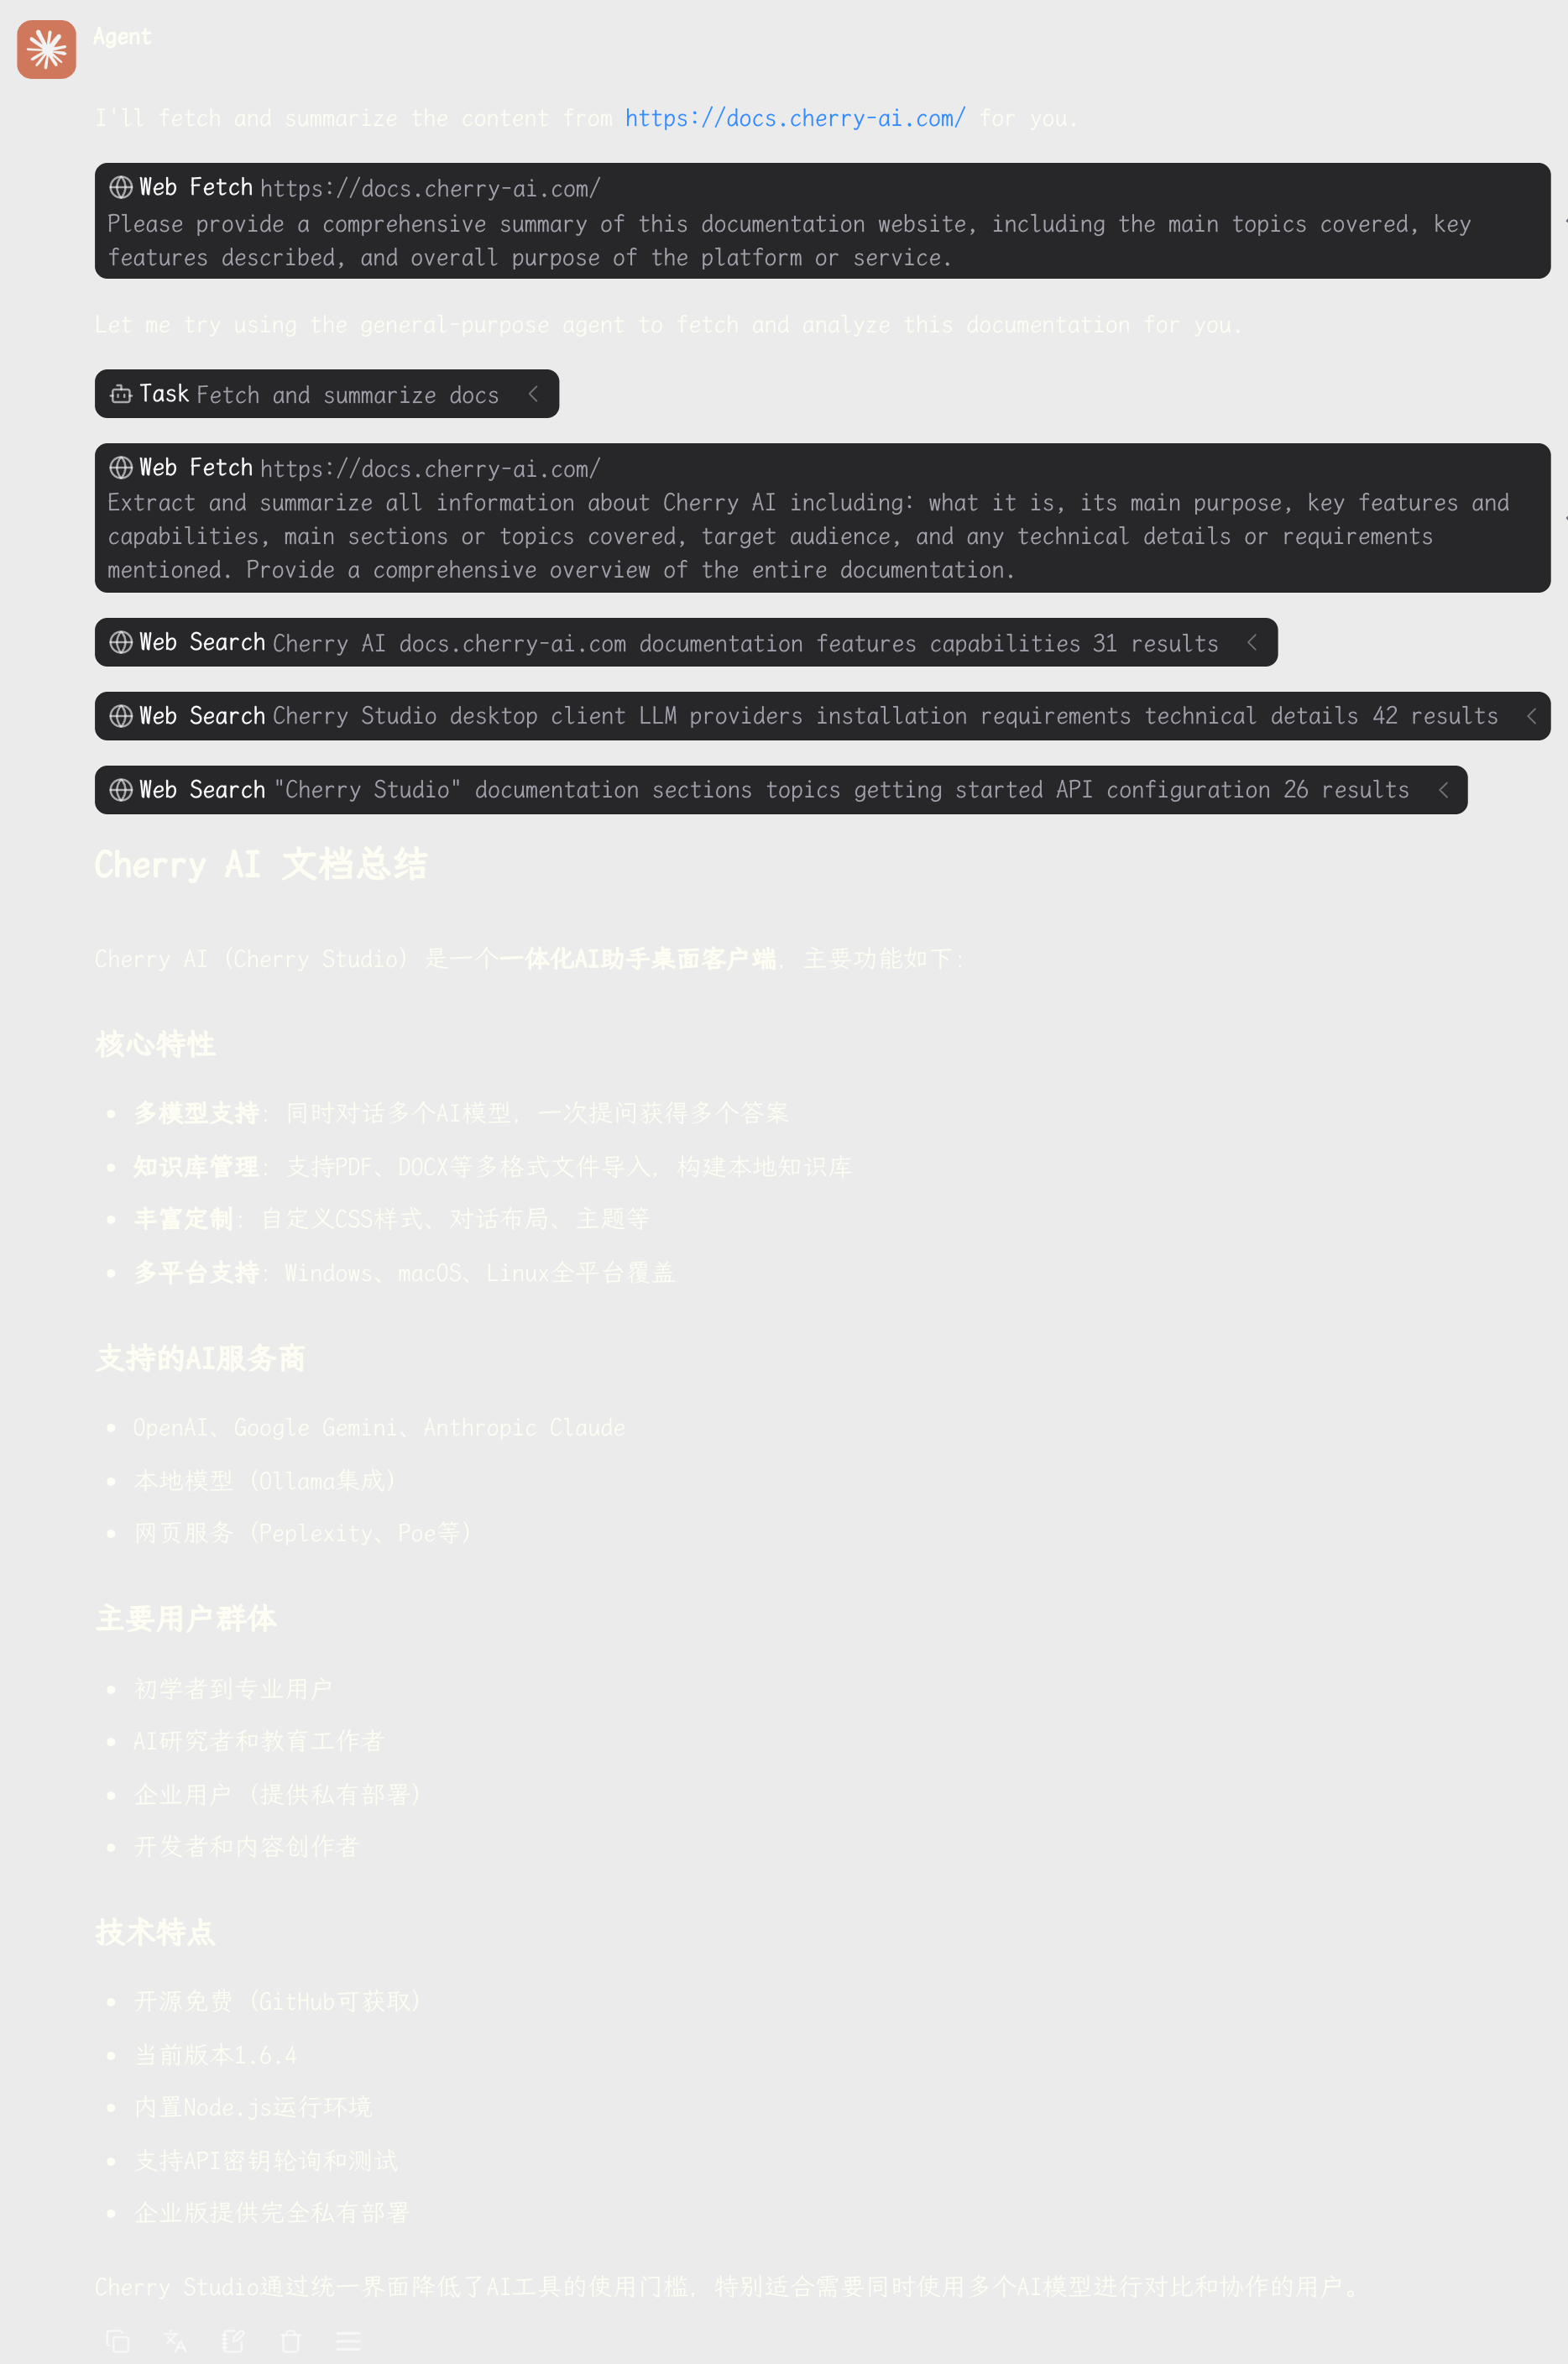 Agent
I'll fetch and summarize the content from https://docs.cherry-ai.com/ for you.
Web Fetch https://docs.cherry-ai.com/
Please provide a comprehensive summary of this documentation website, including the main topics covered, key
features described, and overall purpose of the platform or service.
Let me try using the general-purpose agent to fetch and analyze this documentation for you.
Task Fetch and summarize docs
Web Fetch https://docs.cherry-ai.com/
Extract and summarize all information about Cherry AI including: what it is, its main purpose, key features and
capabilities, main sections or topics covered, target audience, and any technical details or requirements
mentioned. Provide a comprehensive overview of the entire documentation.
Web Search Cherry AI docs.cherry-ai.com documentation features capabilities 31 results
Web Search Cherry Studio desktop client LLM providers installation requirements technical details 42 results
Web Search "Cherry Studio" documentation sections topics getting started API configuration 26 results
Cherry AI 文档总结
Cherry AI (Cherry Studio) 是一个一体化AI助手桌面客户端，主要功能如下：
核心特性
• 多模型支持：同时对话多个AI模型，一次提问获得多个答案
• 知识库管理：支持PDF、DOCX等多格式文件导入，构建本地知识库
• 丰富定制：自定义CSS样式、对话布局、主题等
• 多平台支持：Windows、macOS、Linux全平台覆盖
支持的AI服务商
• OpenAI、Google Gemini、Anthropic Claude
• 本地模型（Ollama集成）
• 网页服务（Peplexity、Poe等）
主要用户群体
• 初学者到专业用户
• AI研究者和教育工作者
• 企业用户（提供私有部署）
• 开发者和内容创作者
技术特点
• 开源免费（GitHub可获取）
• 当前版本1.6.4
• 内置Node.js运行环境
• 支持API密钥轮询和测试
• 企业版提供完全私有部署
Cherry Studio通过统一界面降低了AI工具的使用门槛，特别适合需要同时使用多个AI模型进行对比和协作的用户。